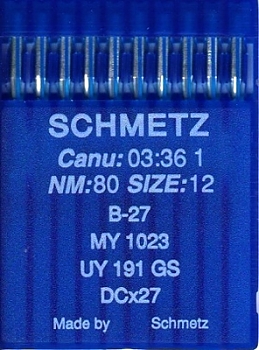 SCHMETZ
Canu: 03:36 1
NM:80 SIZE:12
B-27
MY 1023
UY 191 GS
DCx27
Made by Schmetz